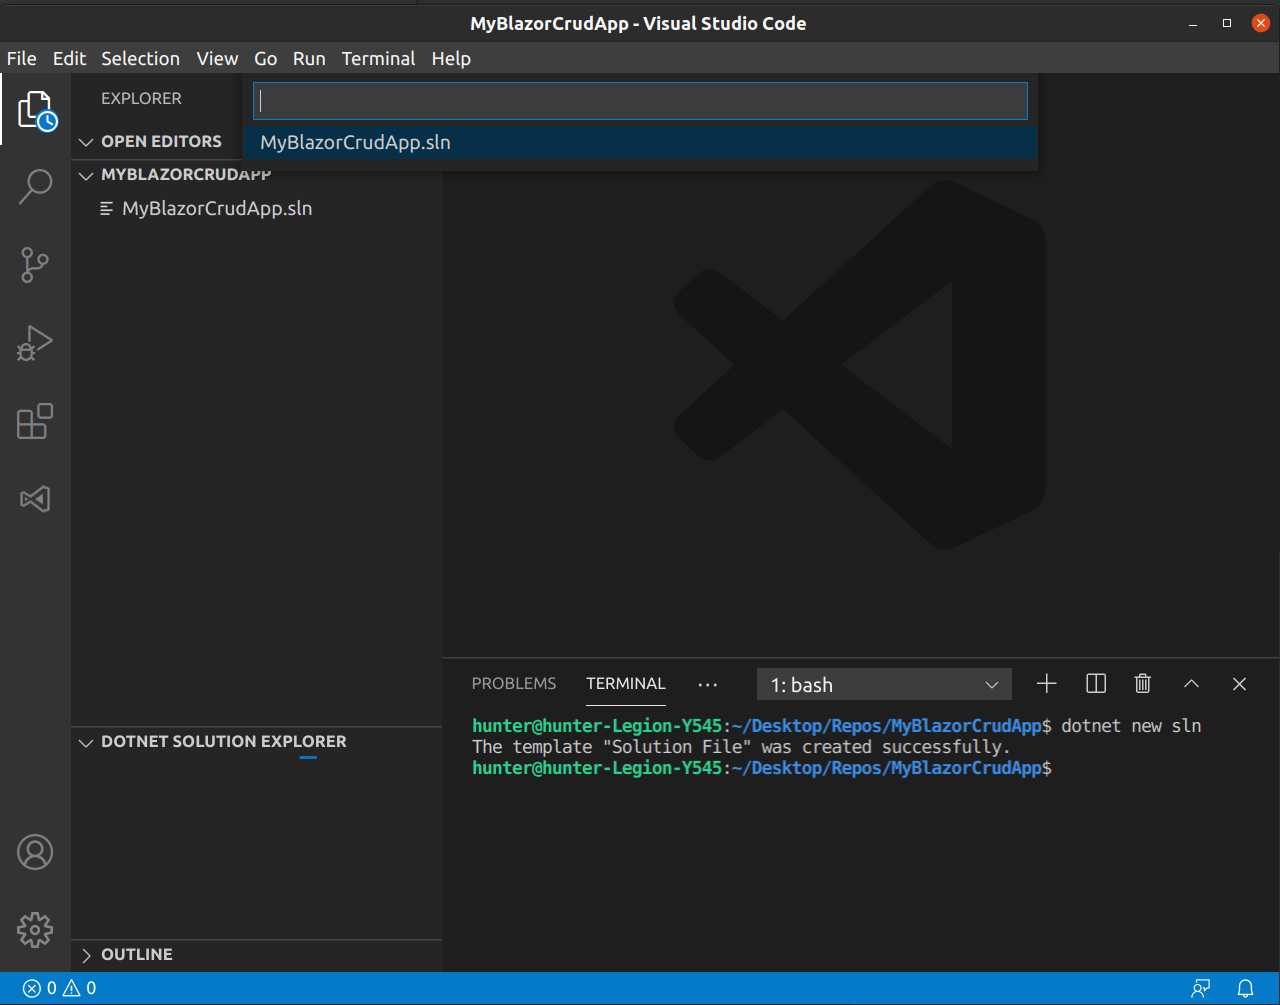 MyBlazorCrudApp - Visual Studio Code
File Edit Selection View Go Run Terminal Help
EXPLORER
OPEN EDITORS
MyBlazorCrudApp.sln
MYBLAZORCRUDAPP
MyBlazorCrudApp.sln
PROBLEMS TERMINAL ··· 1: bash
hunter@hunter-Legion-Y545:~/Desktop/Repos/MyBlazorCrudApp$ dotnet new sln
The template "Solution File" was created successfully.
hunter@hunter-Legion-Y545:~/Desktop/Repos/MyBlazorCrudApp$
DOTNET SOLUTION EXPLORER
OUTLINE
0 0